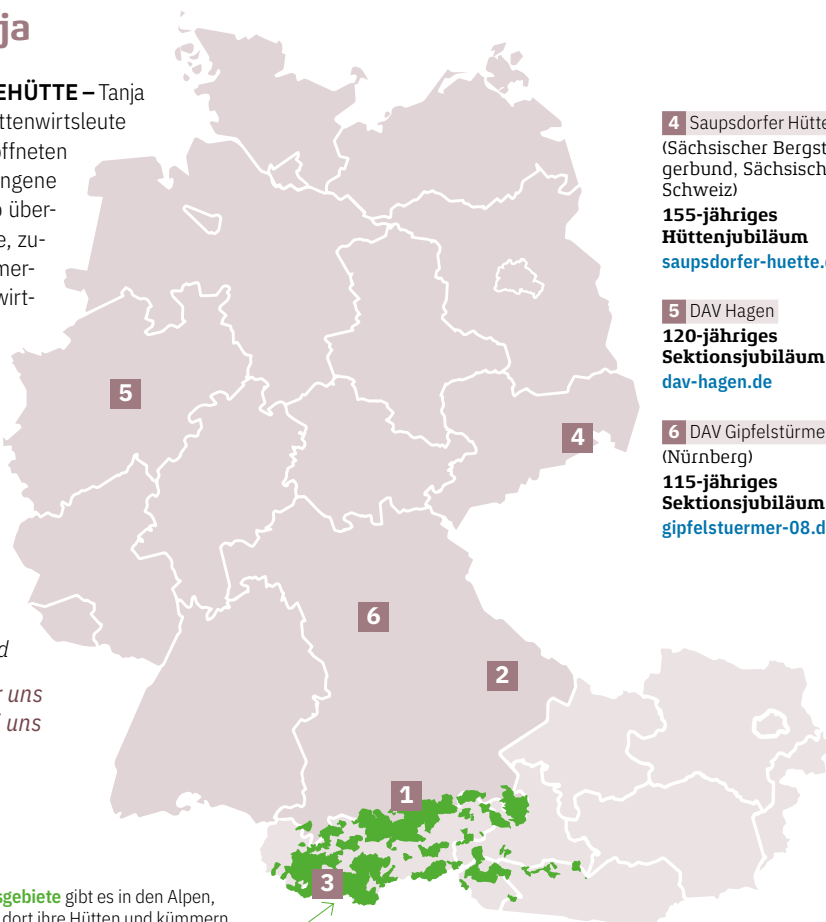 ja
EHÜTTE – Tanja
ttenwirtsleute
ffneten
ngene
über-
e, zu-
mer-
wirt-
d
r uns
uns
sgebiete gibt es in den Alpen,
dort ihre Hütten und kümmern
5
4
6
2
1
3
4 Saupsdorfer Hütte
(Sächsischer Bergst
gerbund, Sächsisch
Schweiz)
155-jähriges
Hüttenjubiläum
saupsdorfer-huette.
5 DAV Hagen
120-jähriges
Sektionsjubiläum
dav-hagen.de
6 DAV Gipfelstürme
(Nürnberg)
115-jähriges
Sektionsjubiläum
gipfelstuermer-08.d